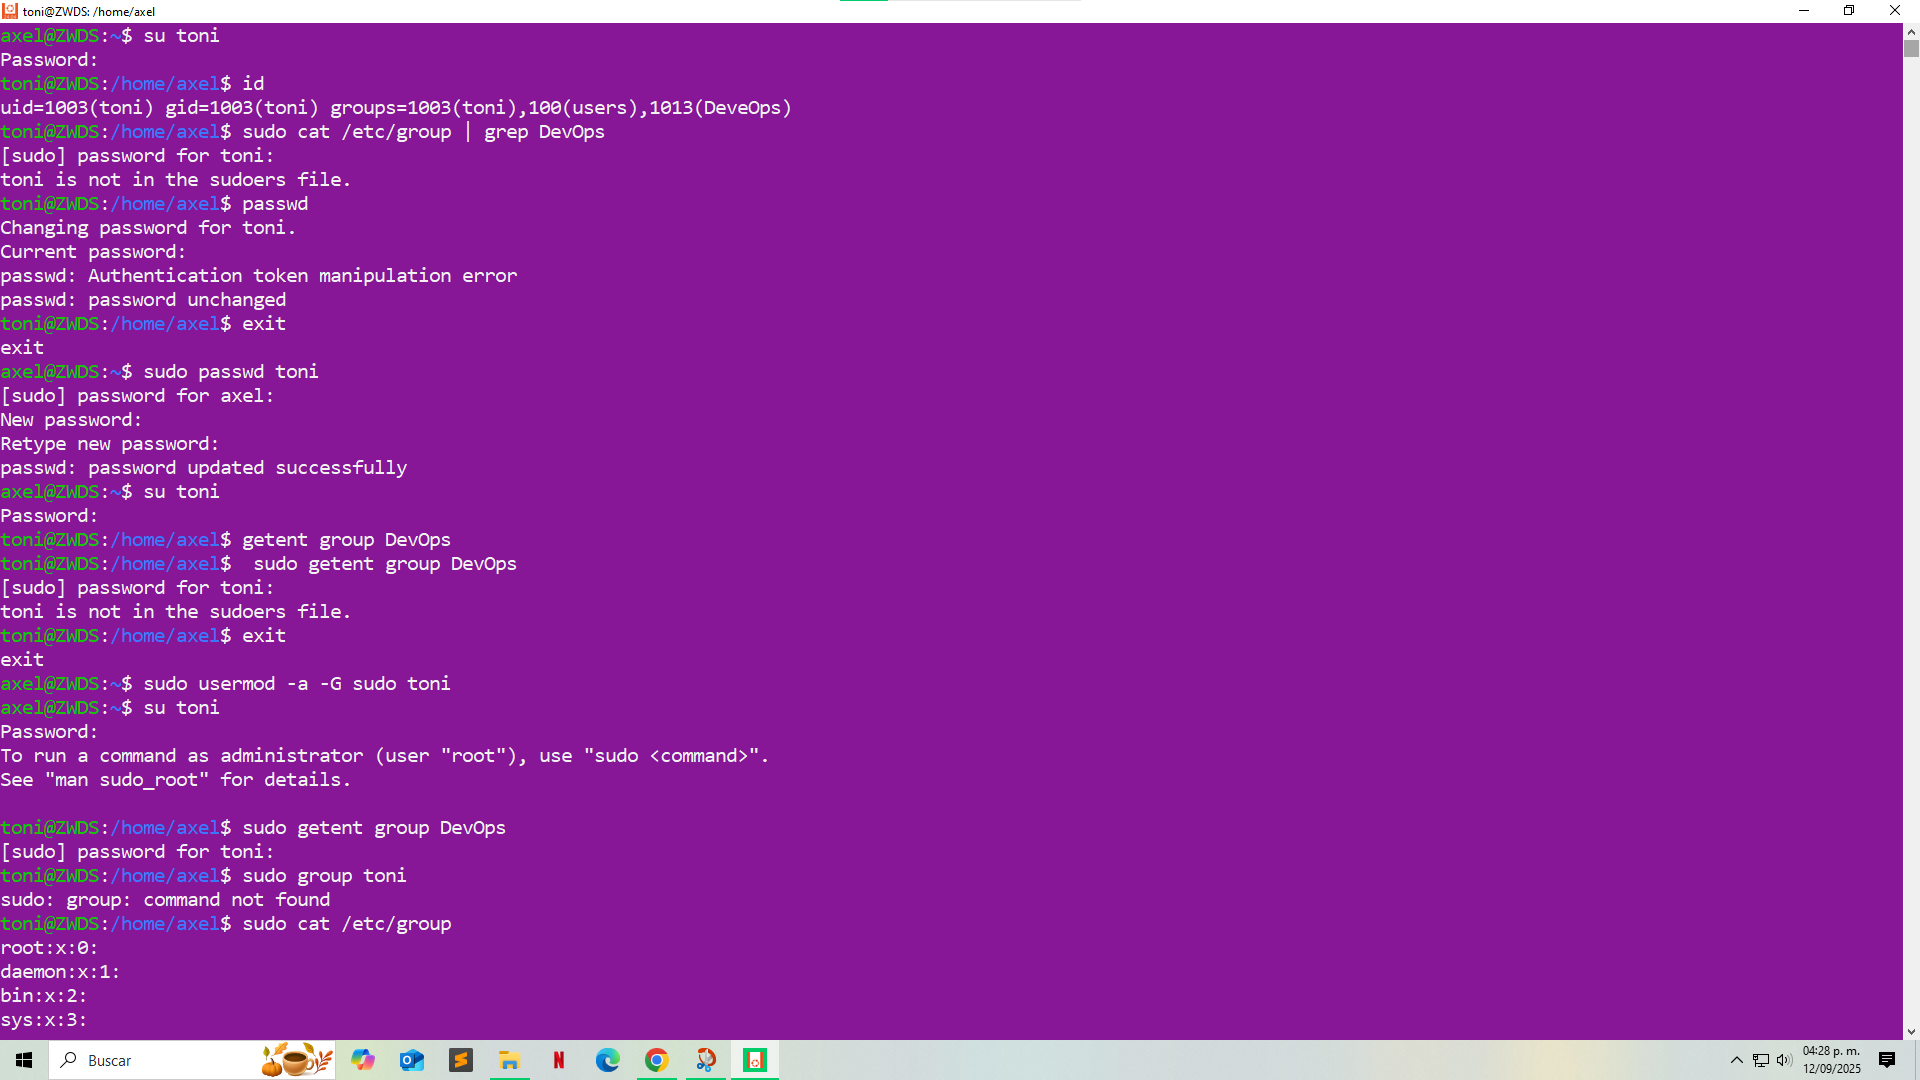 toni@ZWDS: /home/axel
axel@ZWDS:~$ su toni
Password:
toni@ZWDS:/home/axel$ id
uid=1003(toni) gid=1003(toni) groups=1003(toni),100(users),1013(DeveOps)
toni@ZWDS:/home/axel$ sudo cat /etc/group | grep DevOps
[sudo] password for toni:
toni is not in the sudoers file.
toni@ZWDS:/home/axel$ passwd
Changing password for toni.
Current password:
passwd: Authentication token manipulation error
passwd: password unchanged
toni@ZWDS:/home/axel$ exit
exit
axel@ZWDS:~$ sudo passwd toni
[sudo] password for axel:
New password:
Retype new password:
passwd: password updated successfully
axel@ZWDS:~$ su toni
Password:
toni@ZWDS:/home/axel$ getent group DevOps
toni@ZWDS:/home/axel$  sudo getent group DevOps
[sudo] password for toni:
toni is not in the sudoers file.
toni@ZWDS:/home/axel$ exit
exit
axel@ZWDS:~$ sudo usermod -a -G sudo toni
axel@ZWDS:~$ su toni
Password:
To run a command as administrator (user "root"), use "sudo <command>".
See "man sudo_root" for details.
toni@ZWDS:/home/axel$ sudo getent group DevOps
[sudo] password for toni:
toni@ZWDS:/home/axel$ sudo group toni
sudo: group: command not found
toni@ZWDS:/home/axel$ sudo cat /etc/group
root:x:0:
daemon:x:1:
bin:x:2:
sys:x:3:
Buscar
04:28 p. m.
12/09/2025